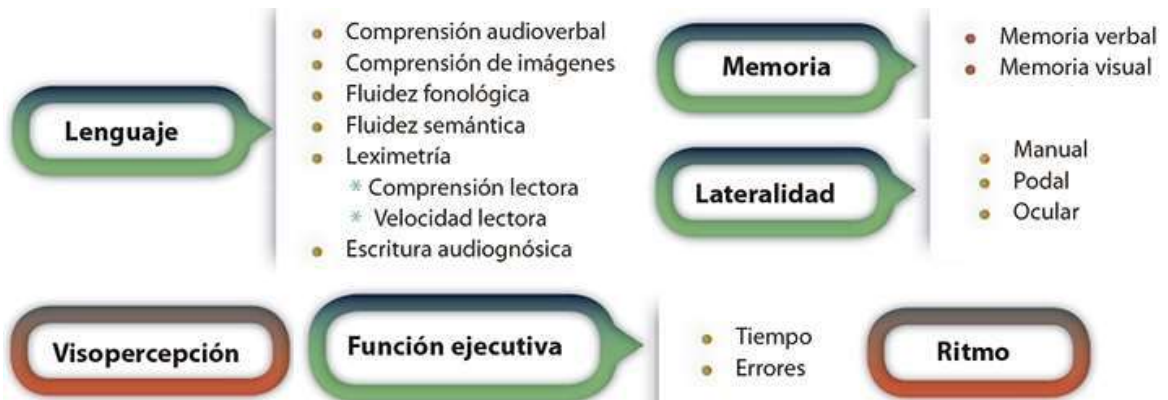 Lenguaje
Comprensión audioverbal
Comprensión de imágenes
Fluidez fonológica
Fluidez semántica
Leximetría
* Comprensión lectora
* Velocidad lectora
Escritura audiognósica
Memoria
Memoria verbal
Memoria visual
Lateralidad
Manual
Podal
Ocular
Visopercepción
Función ejecutiva
Tiempo
Errores
Ritmo